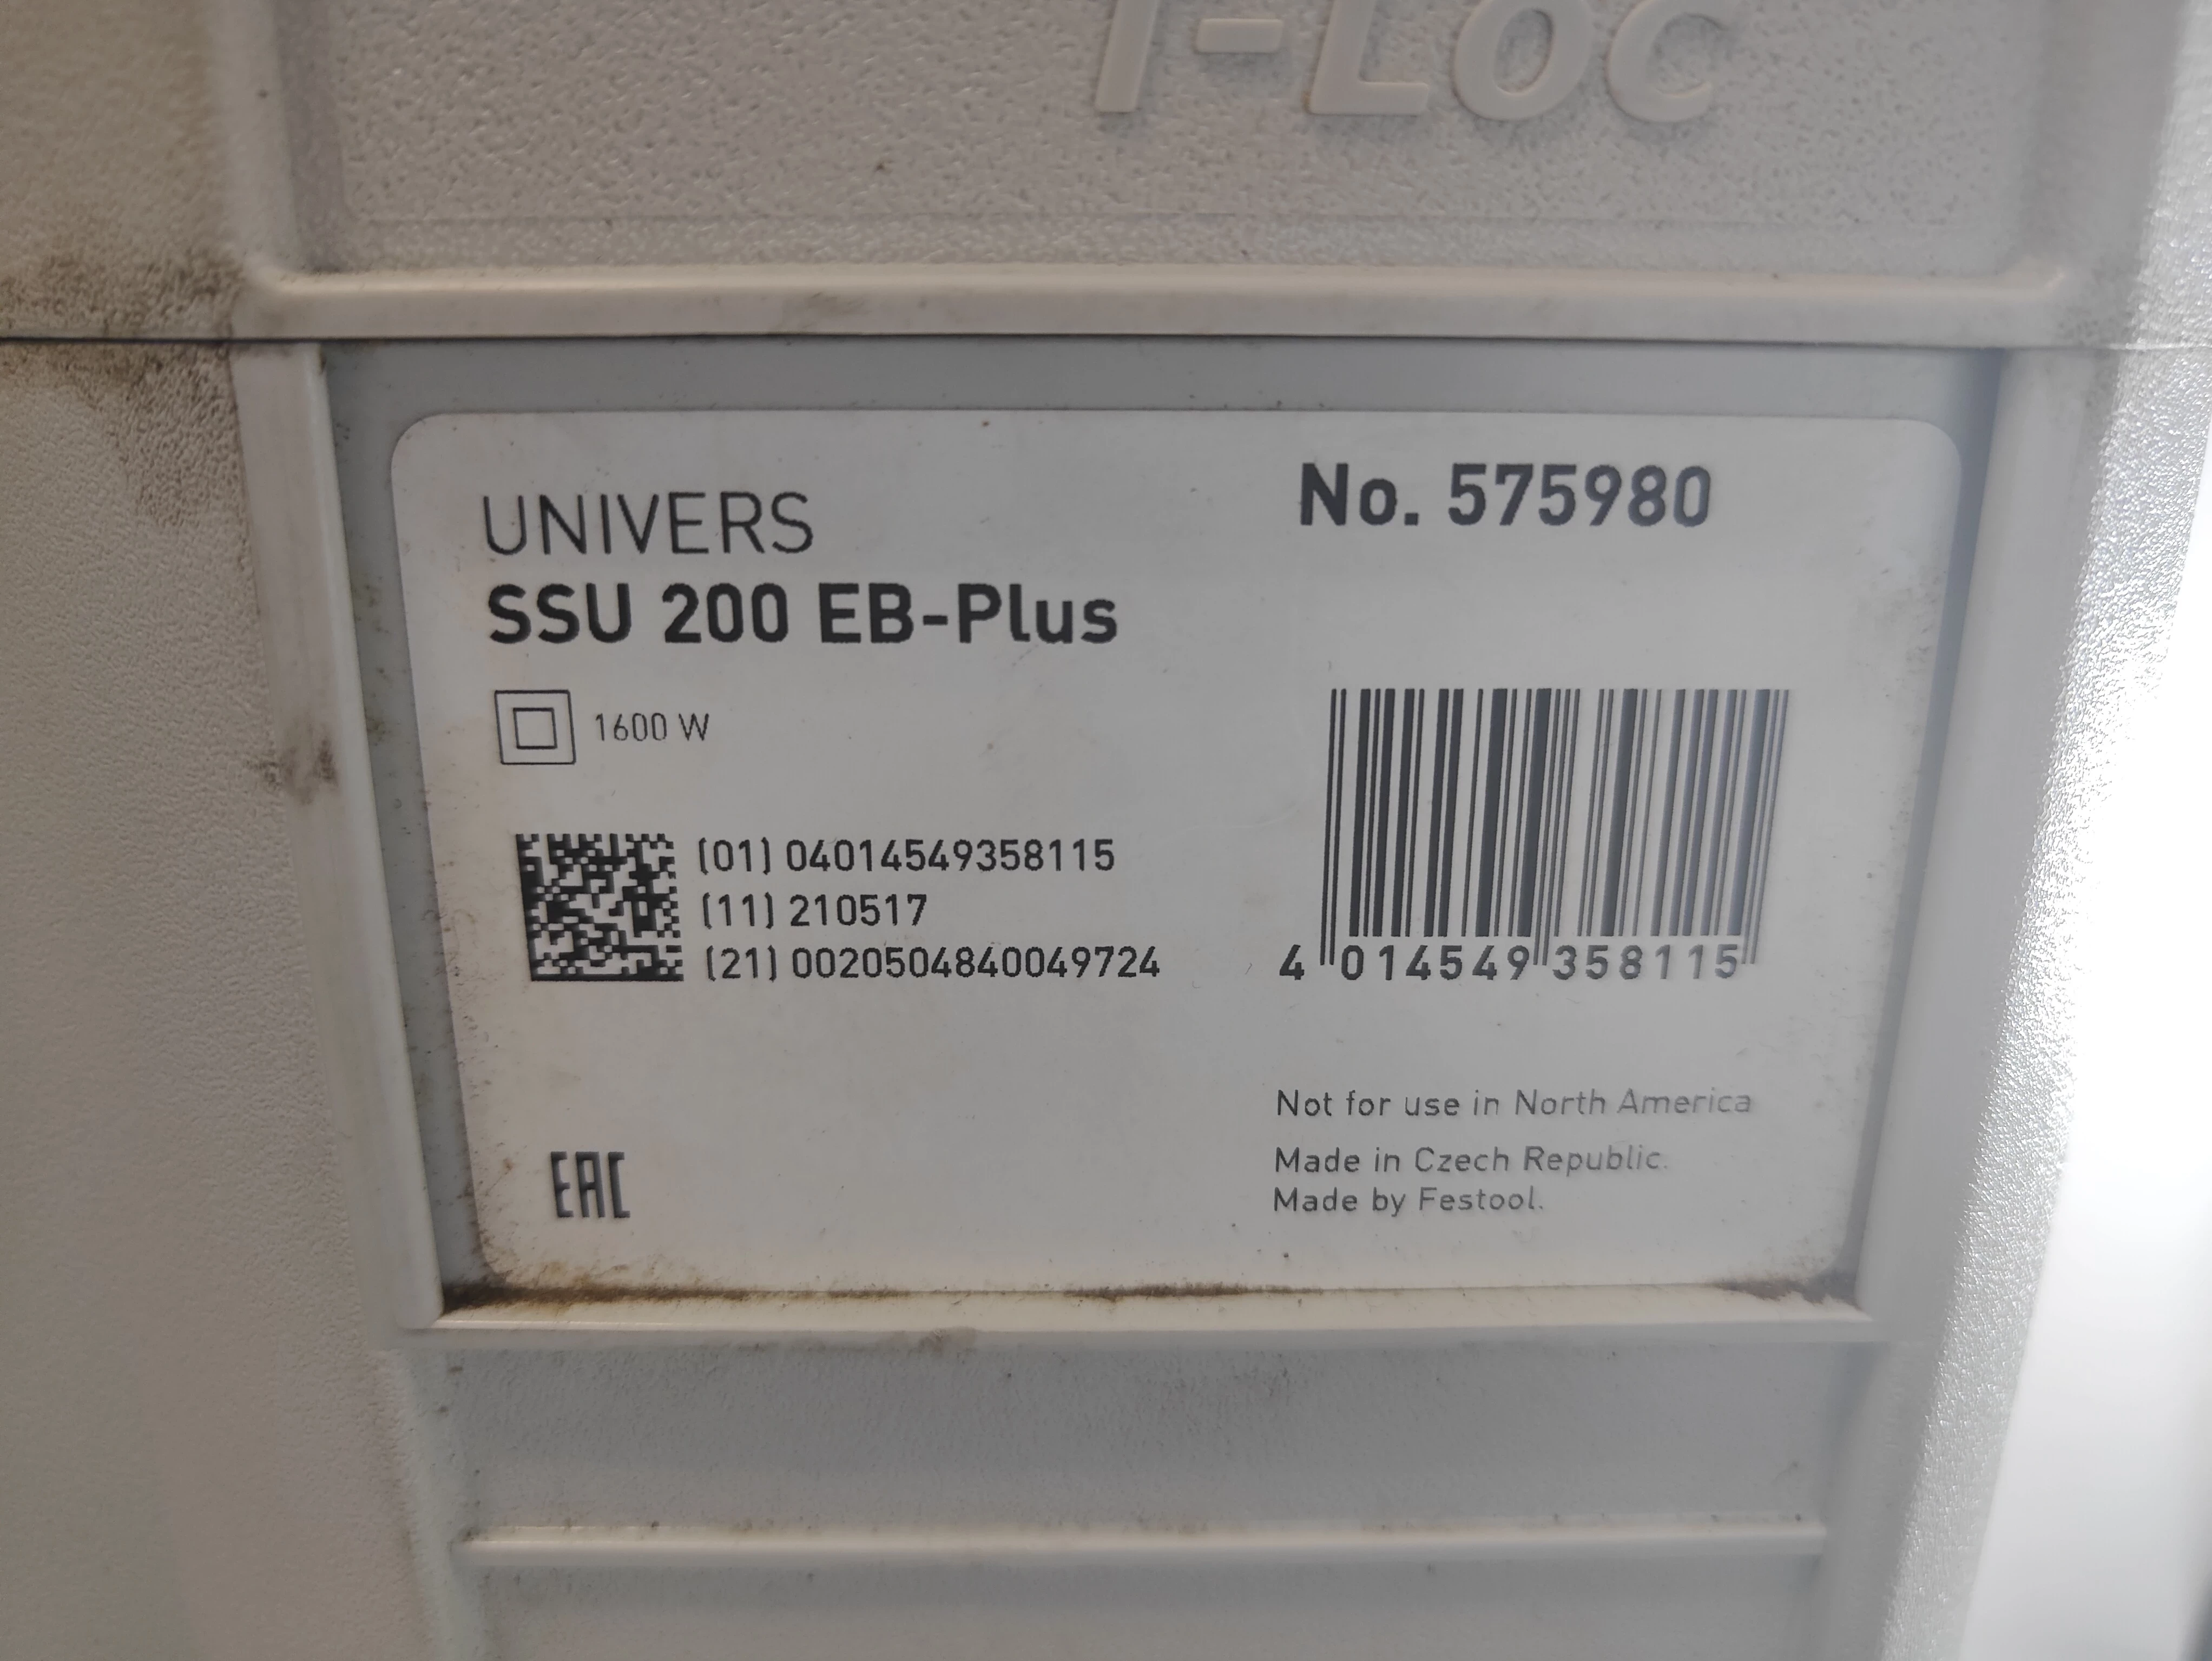 T-Loc
UNIVERS
No. 575980
SSU 200 EB-Plus
1600 W
(01) 04014549358115
(11) 210517
(21) 0020504840049724
4 014549 358115
Not for use in North America
Made in Czech Republic.
Made by Festool.
EAC